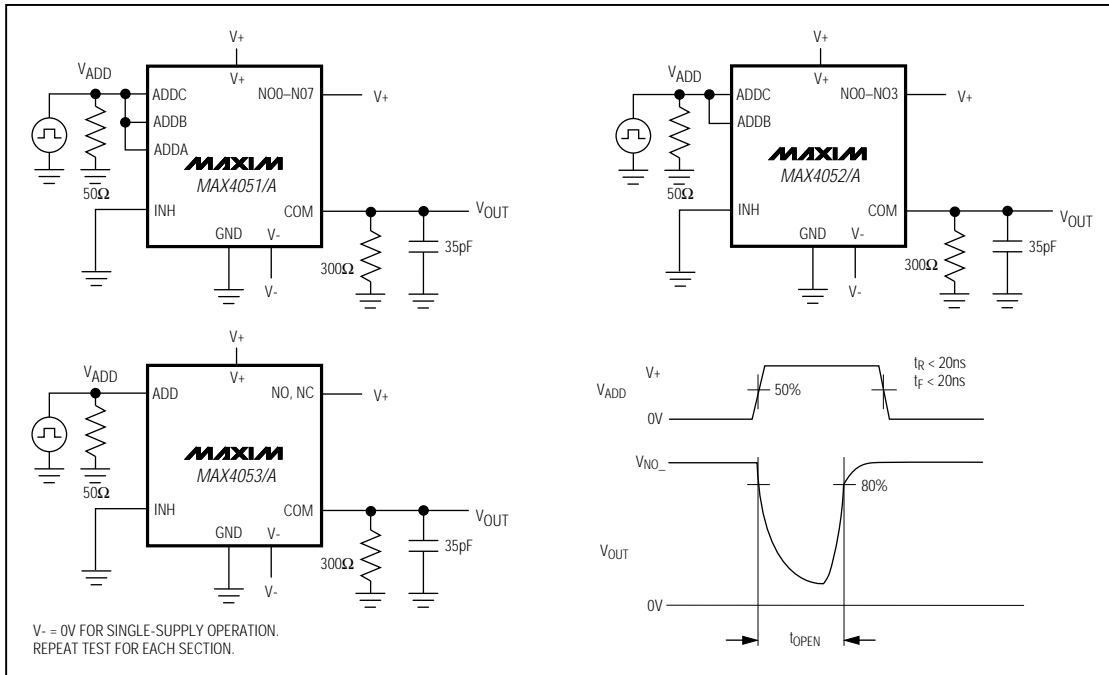 V+
VADD
V+
ADDC
NO0–N07
V+
ADDB
ADDA
MAXIM
MAX4051/A
50Ω
INH
COM
VOUT
GND
V-
35pF
300Ω
V-
V+
VADD
V+
ADDC
NO0–NO3
V+
ADDB
MAXIM
MAX4052/A
50Ω
INH
COM
VOUT
GND
V-
35pF
300Ω
V-
V+
VADD
V+
ADD
NO, NC
V+
MAXIM
MAX4053/A
50Ω
INH
COM
VOUT
GND
V-
35pF
300Ω
V-
V- = 0V FOR SINGLE-SUPPLY OPERATION.
REPEAT TEST FOR EACH SECTION.
V+
tR < 20ns
tF < 20ns
VADD
50%
0V
VNO_
80%
VOUT
0V
tOPEN